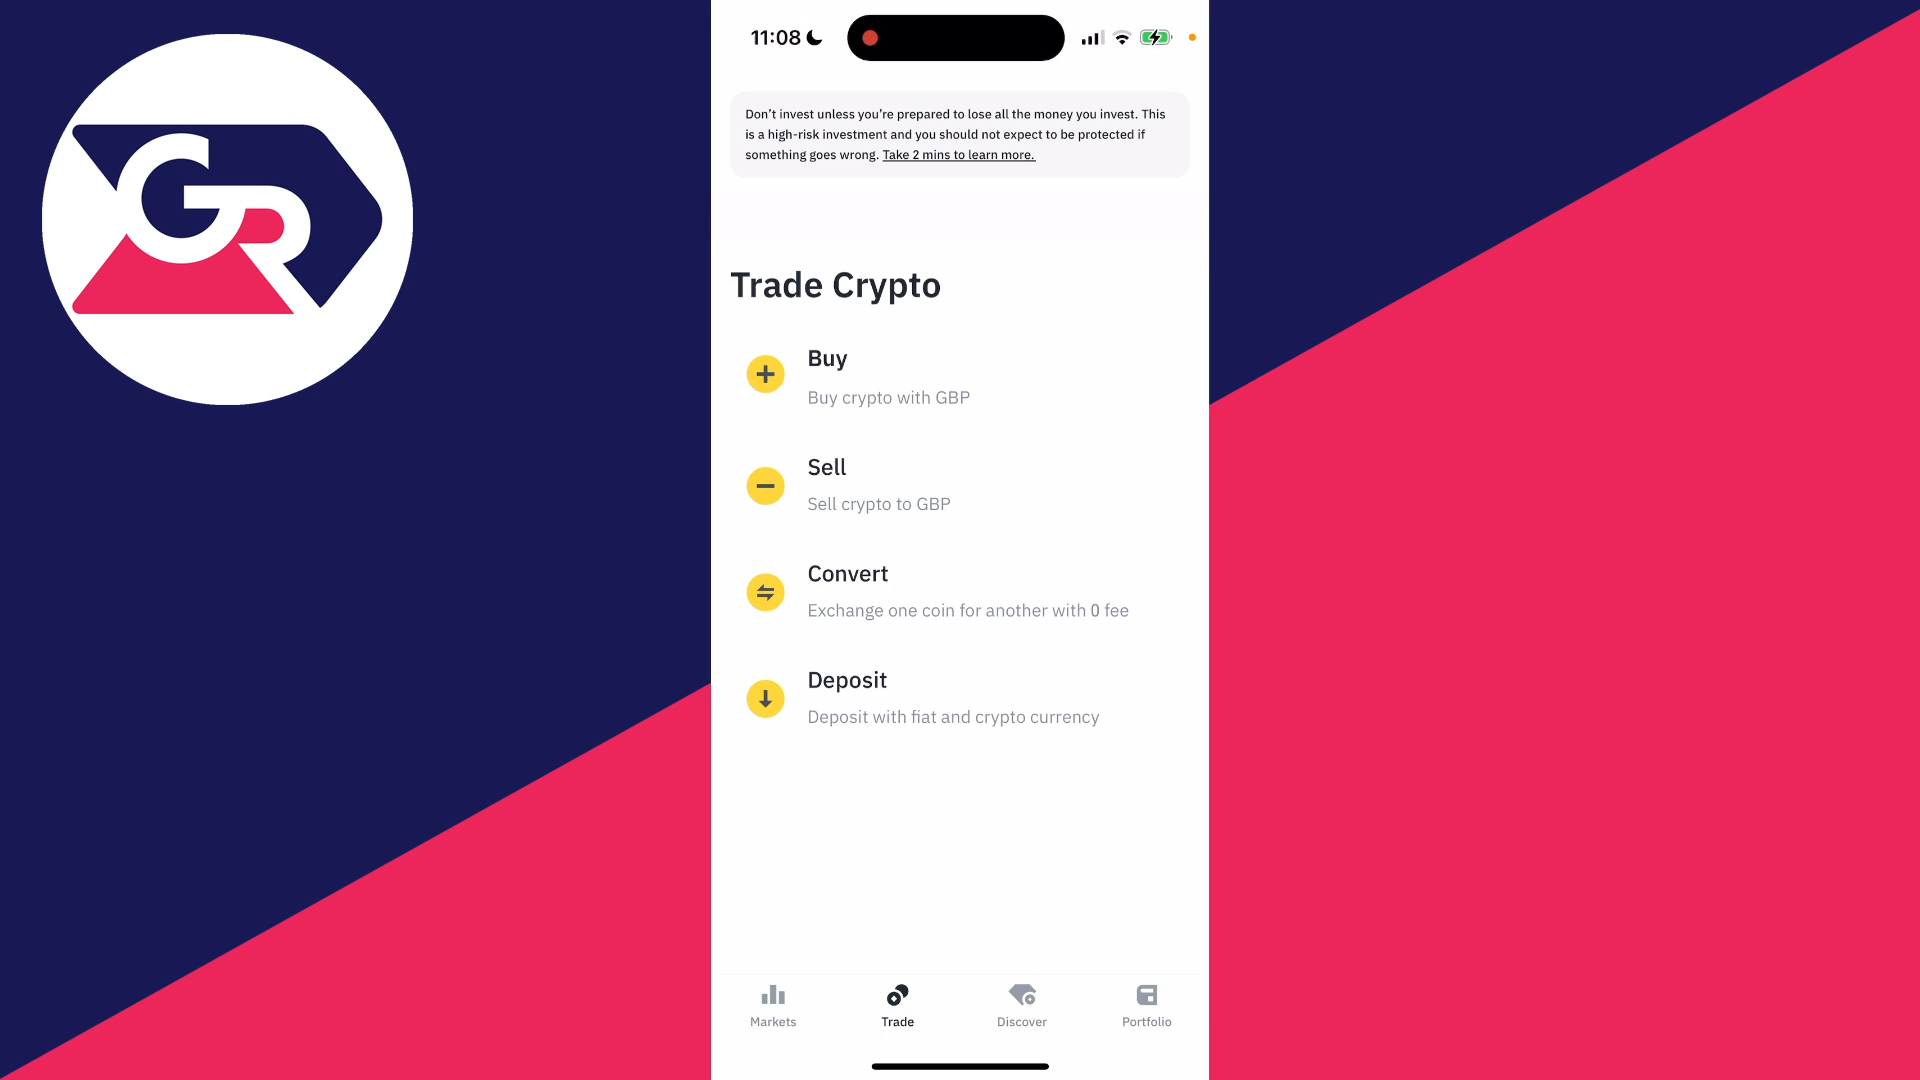 GR
11:08
Don't invest unless you're prepared to lose all the money you invest. This
is a high-risk investment and you should not expect to be protected if
something goes wrong. Take 2 mins to learn more.
Trade Crypto
Buy
Buy crypto with GBP
Sell
Sell crypto to GBP
Convert
Exchange one coin for another with 0 fee
Deposit
Deposit with fiat and crypto currency
Markets
Trade
Discover
Portfolio